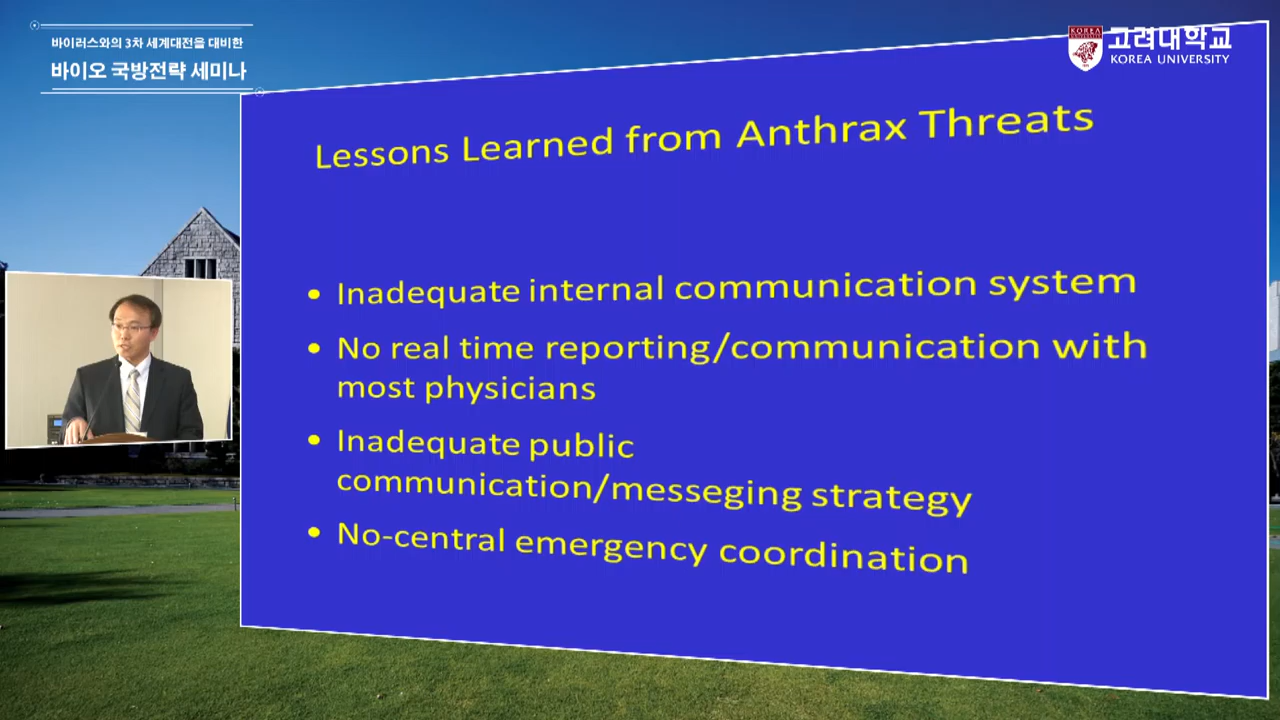 바이러스와의 3차 세계대전을 대비한
바이오 국방전략 세미나
KOREA
고려대학교
KOREA UNIVERSITY
Lessons Learned from Anthrax Threats
• Inadequate internal communication system
• No real time reporting/communication with
most physicians
• Inadequate public
communication/messeging strategy
• No-central emergency coordination